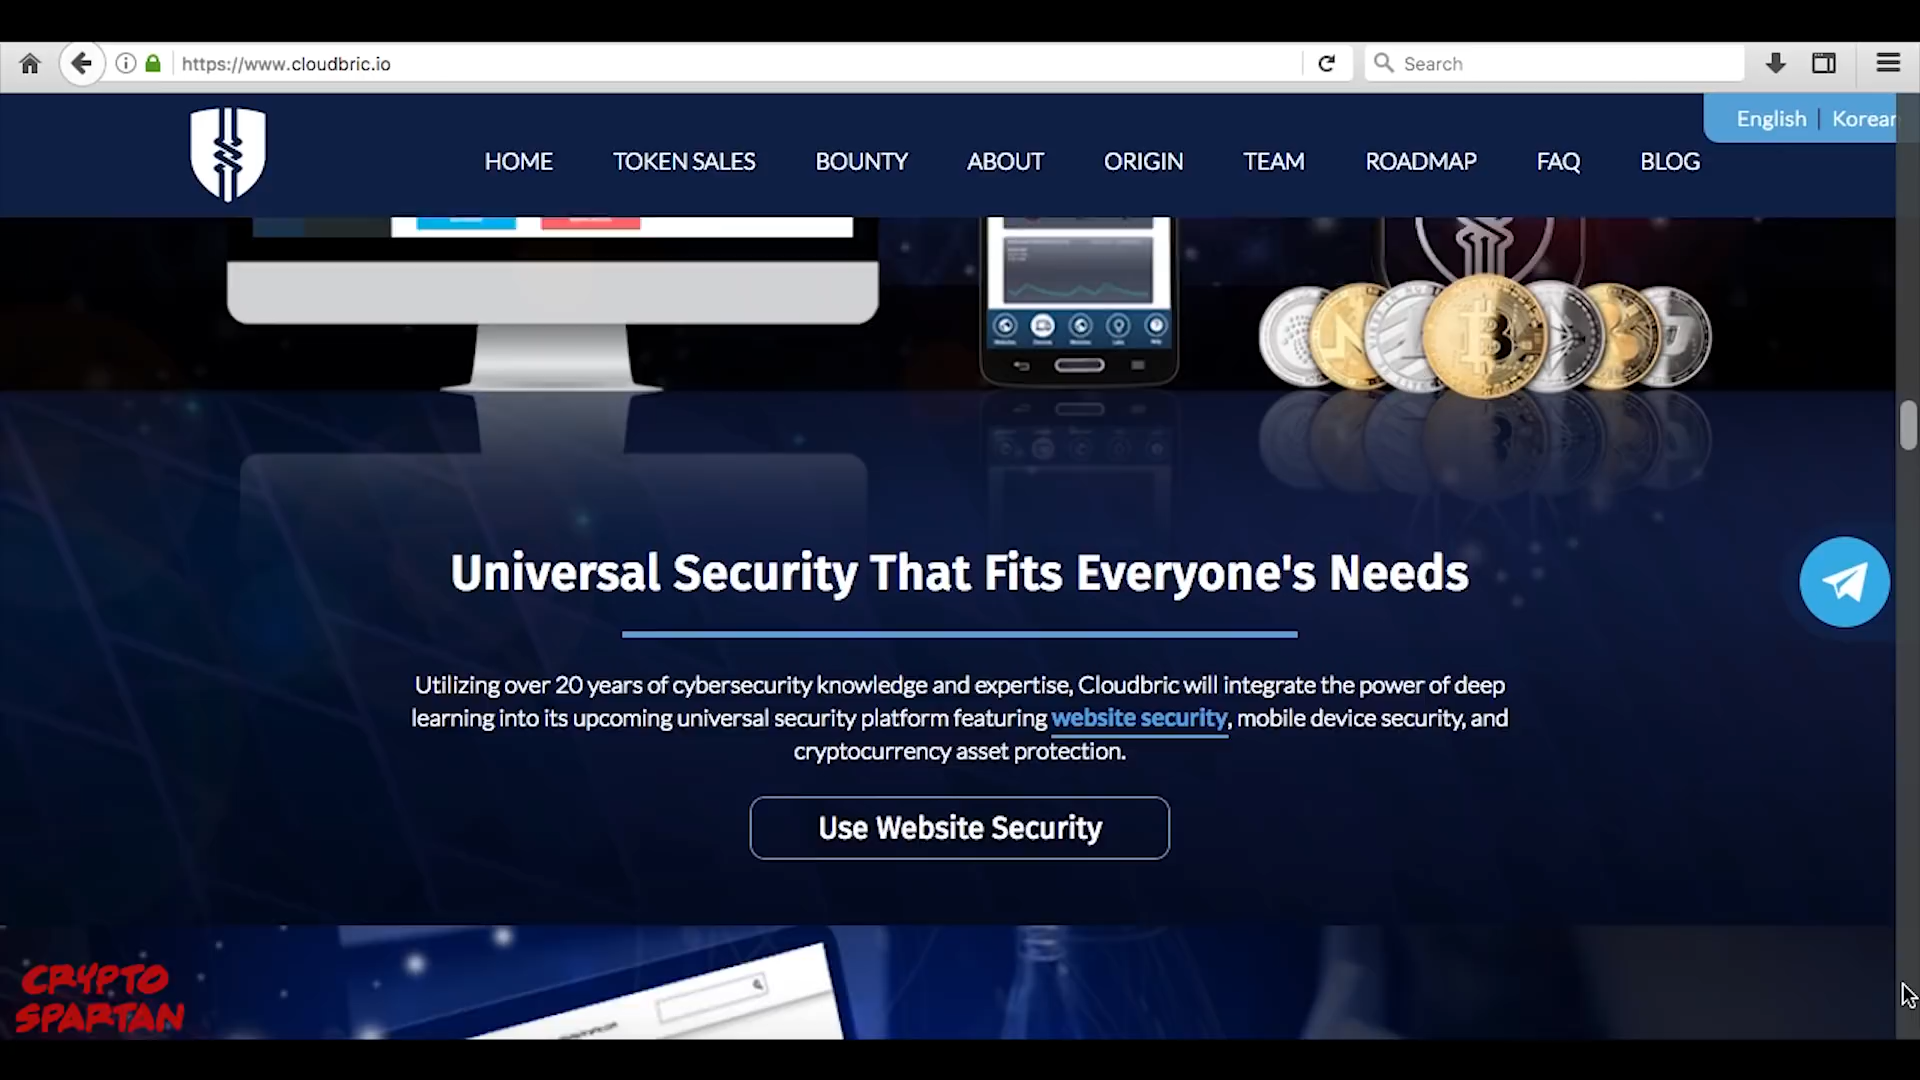 https://www.cloudbric.io
Search
English | Korean
HOME TOKEN SALES BOUNTY ABOUT ORIGIN TEAM ROADMAP FAQ BLOG
Universal Security That Fits Everyone's Needs
Utilizing over 20 years of cybersecurity knowledge and expertise, Cloudbric will integrate the power of deep
learning into its upcoming universal security platform featuring website security, mobile device security, and
cryptocurrency asset protection.
Use Website Security
CRYPTO
SPARTAN